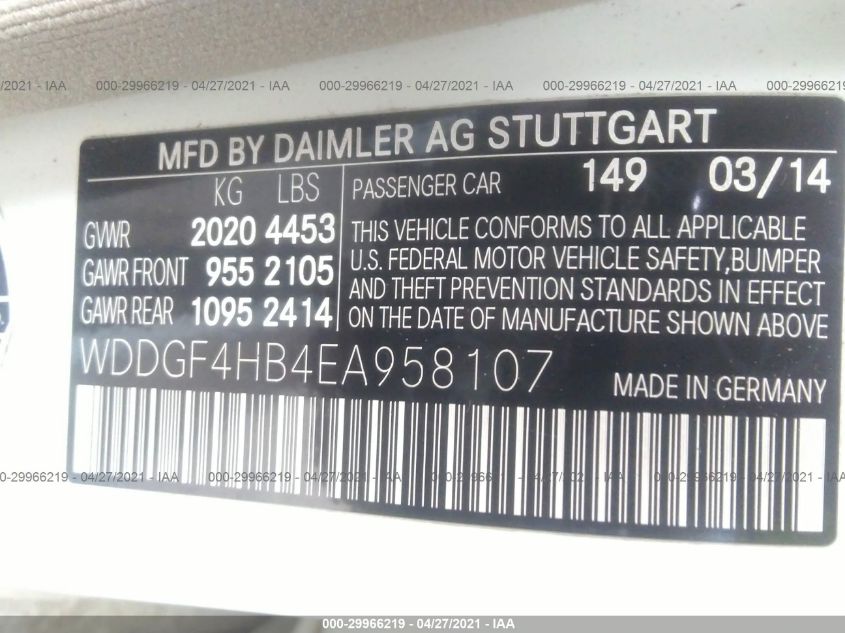 /2021 - IAA 000-29966219 - 04/27/2021 - IAA 000-29966219 - 04/27/2021 - IAA 000-29966219 - 04/27/2021 - IAA 000-299
MFD BY DAIMLER AG STUTTGART
KG LBS
GVWR 2020 4453
GAWR FRONT 955 2105
GAWR REAR 1095 2414
PASSENGER CAR 149 03/14
THIS VEHICLE CONFORMS TO ALL APPLICABLE
U.S. FEDERAL MOTOR VEHICLE SAFETY,BUMPER
AND THEFT PREVENTION STANDARDS IN EFFECT
ON THE DATE OF MANUFACTURE SHOWN ABOVE
WDDGF4HB4EA958107
MADE IN GERMANY
04/27/2021 - IAA 000-29966219 - 04/27/2021 - IAA 000-29966219 - 04/27/2021 - IAA
000-29966219 - 04/27/2021 - IAA